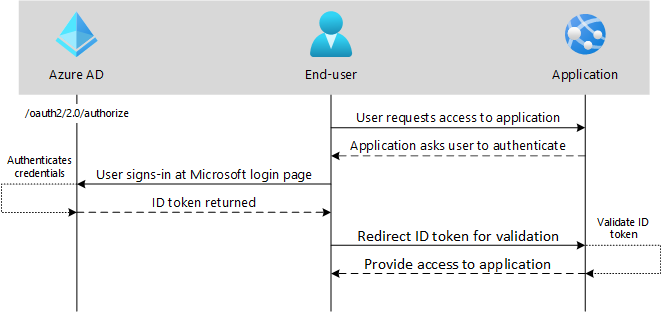 Azure AD
End-user
Application
/oauth2/2.0/authorize
User requests access to application
Application asks user to authenticate
Authenticates
credentials
User signs-in at Microsoft login page
ID token returned
Redirect ID token for validation
Validate ID
token
Provide access to application